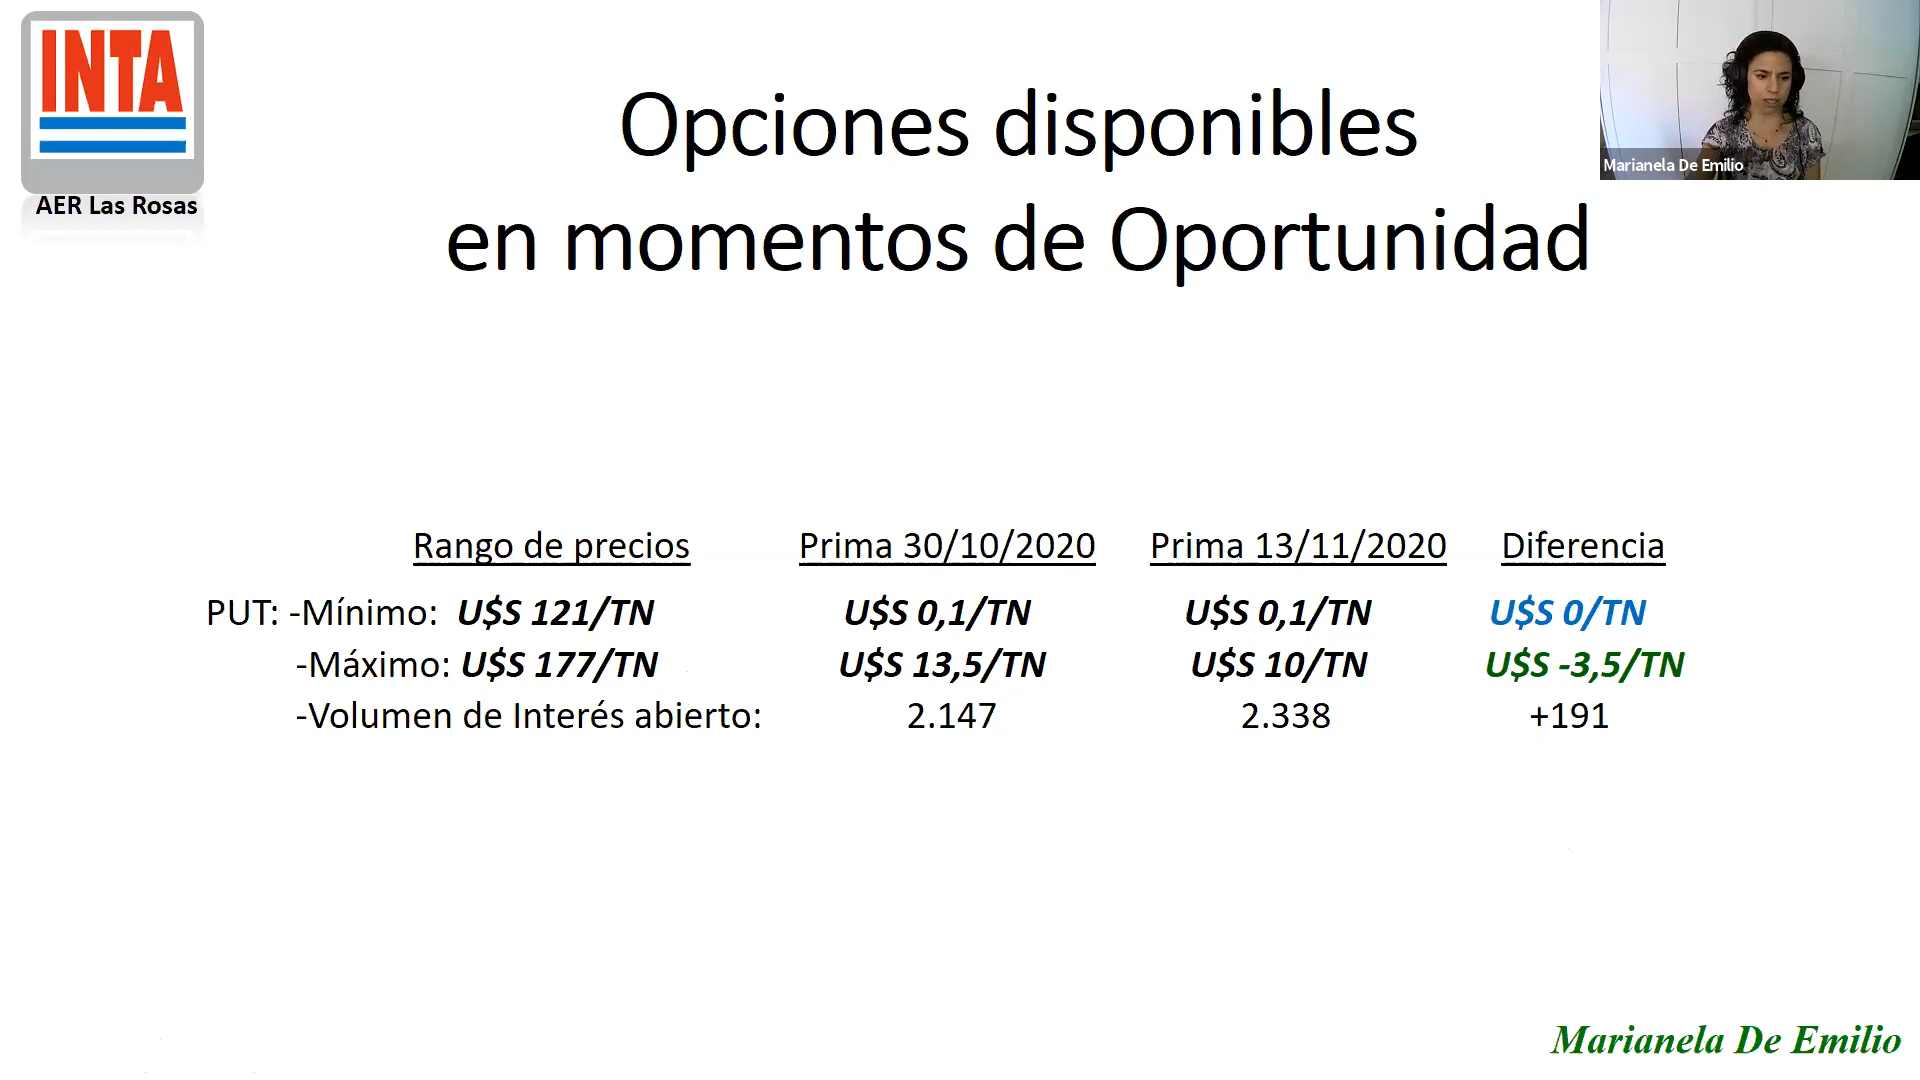 INTA
AER Las Rosas
Marianela De Emilio
Opciones disponibles
en momentos de Oportunidad
Rango de precios Prima 30/10/2020 Prima 13/11/2020 Diferencia
PUT: -Mínimo: U$S 121/TN U$S 0,1/TN U$S 0,1/TN U$S 0/TN
-Máximo: U$S 177/TN U$S 13,5/TN U$S 10/TN U$S -3,5/TN
-Volumen de Interés abierto: 2.147 2.338 +191
Marianela De Emilio